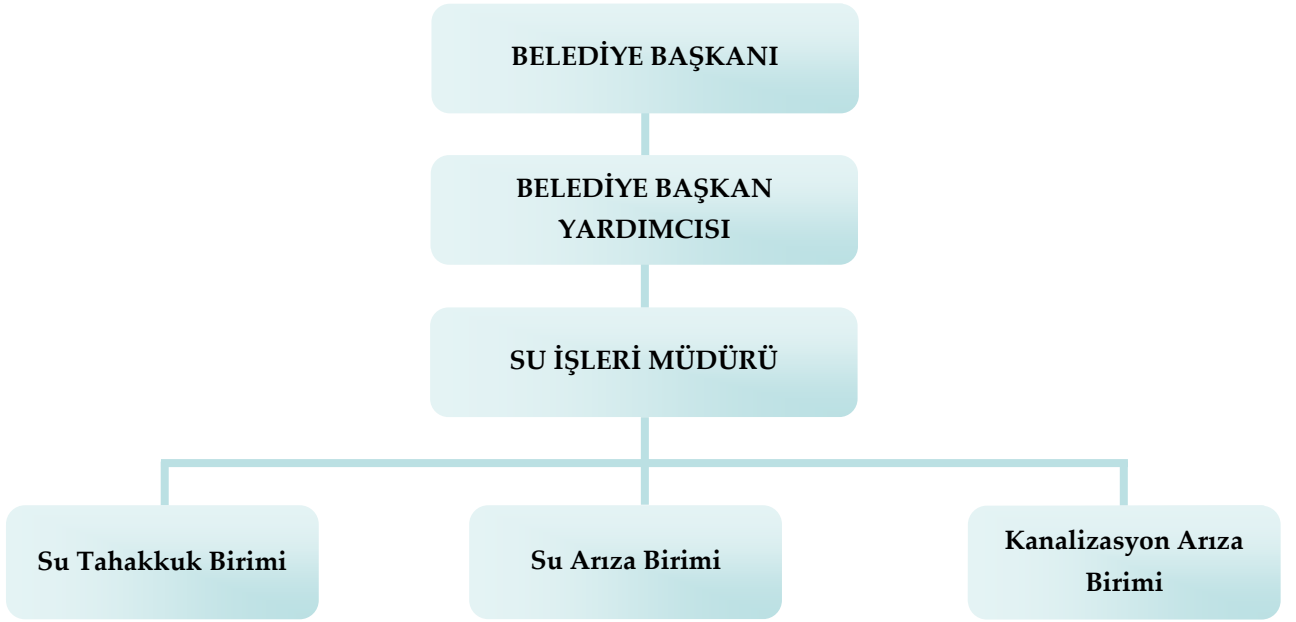 BELEDİYE BAŞKANI
BELEDİYE BAŞKAN
YARDIMCISI
SU İŞLERİ MÜDÜRÜ
Su Tahakkuk Birimi
Su Arıza Birimi
Kanalizasyon Arıza
Birimi